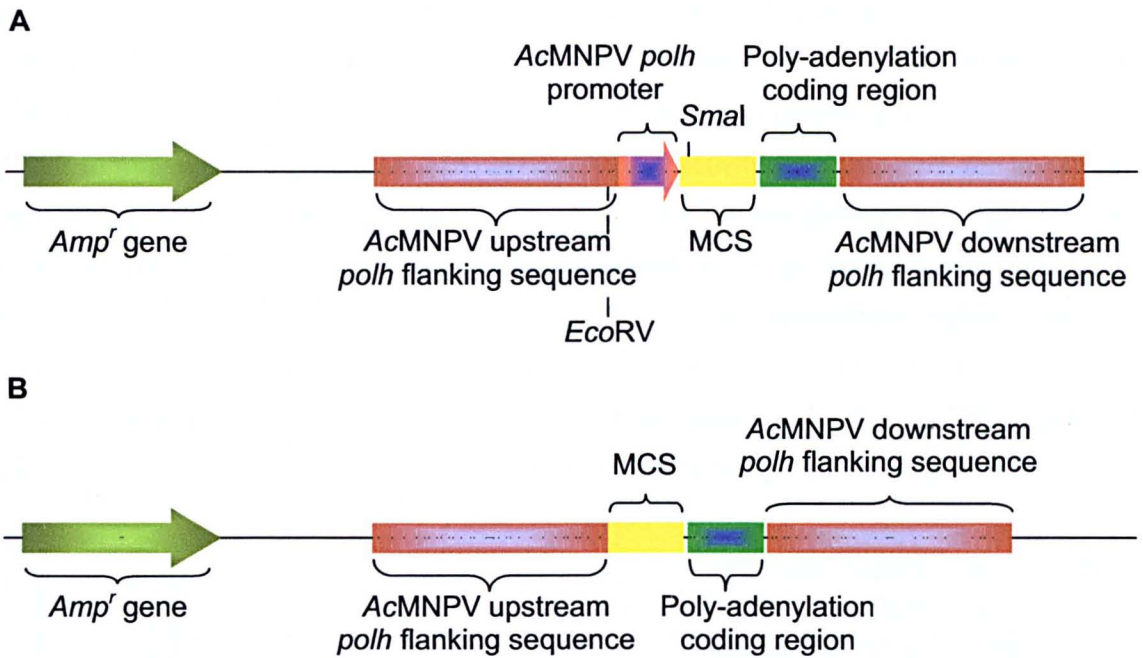 A
AcMNPV polh
promoter
Poly-adenylation
coding region
SmaI
Ampʳ gene
AcMNPV upstream
polh flanking sequence
MCS
AcMNPV downstream
polh flanking sequence
EcoRV
B
MCS
AcMNPV downstream
polh flanking sequence
Ampʳ gene
AcMNPV upstream
polh flanking sequence
Poly-adenylation
coding region